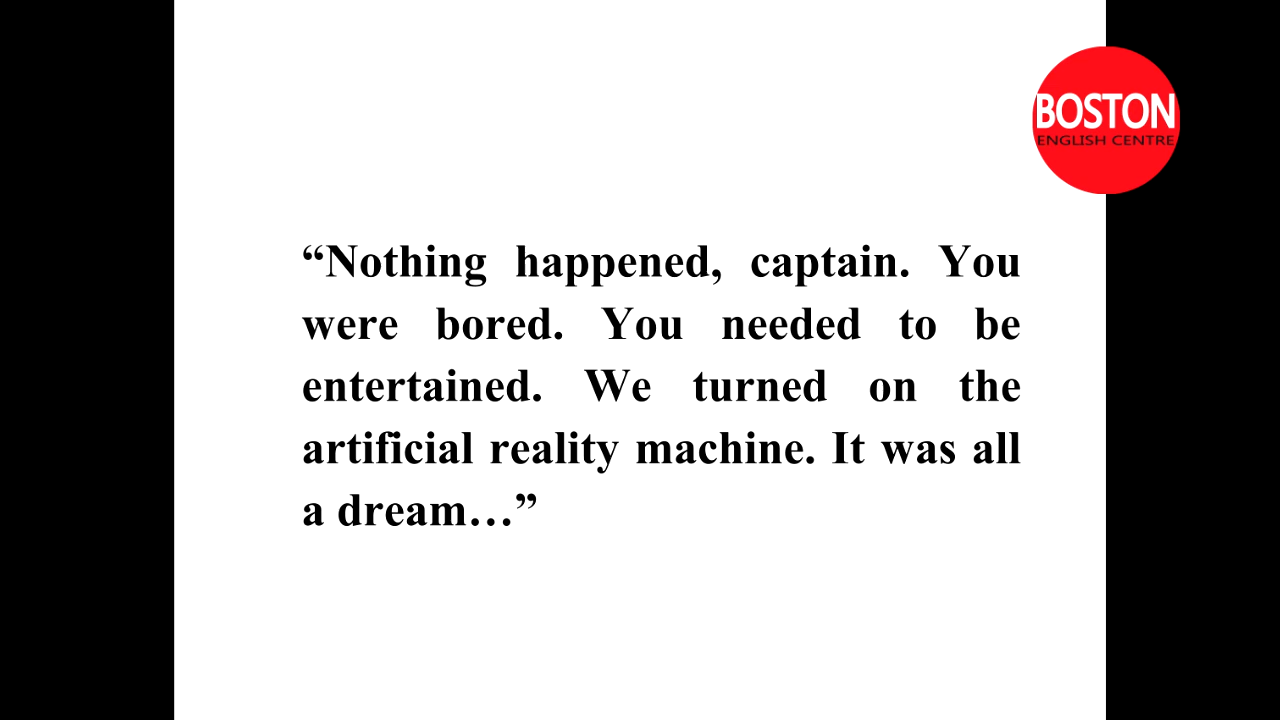 BOSTON
ENGLISH CENTRE
“Nothing happened, captain. You
were bored. You needed to be
entertained. We turned on the
artificial reality machine. It was all
a dream…”